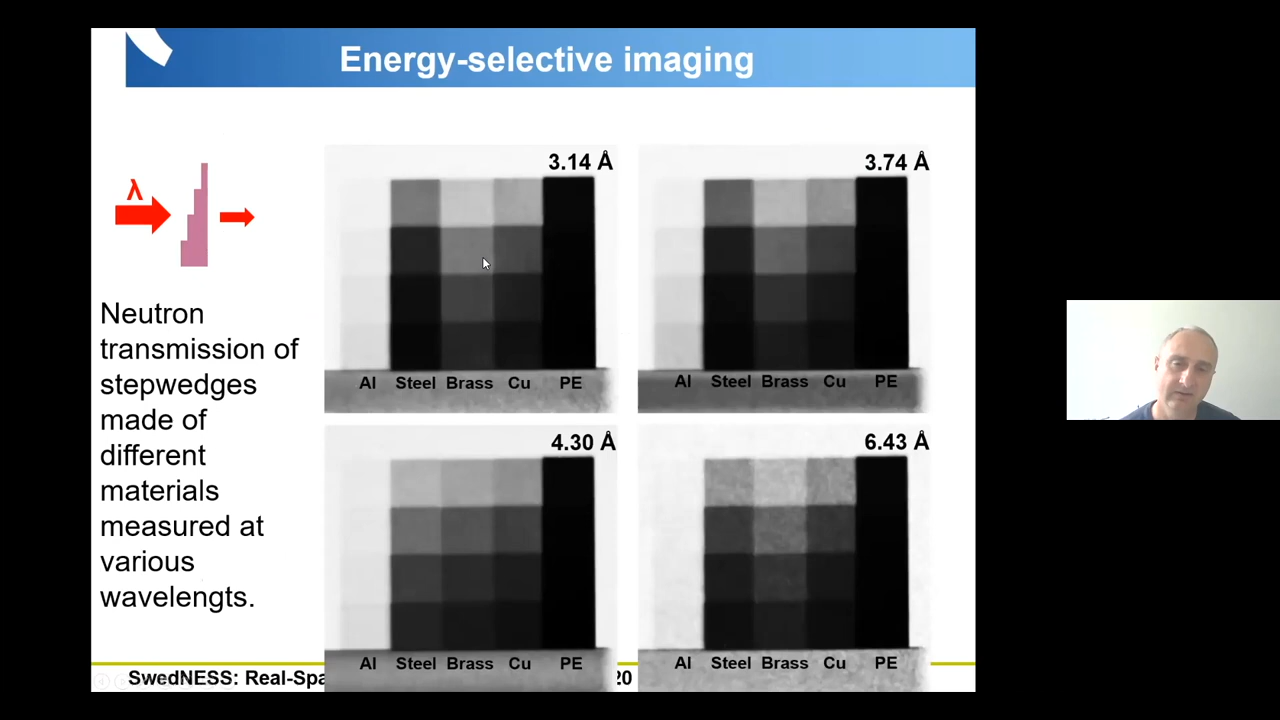 Energy-selective imaging
λ
Neutron
transmission of
stepwedges
made of
different
materials
measured at
various
wavelengts.
3.14 Å
Al Steel Brass Cu PE
3.74 Å
Al Steel Brass Cu PE
4.30 Å
Al Steel Brass Cu PE
6.43 Å
Al Steel Brass Cu PE
SwedNESS: Real-Spa
20